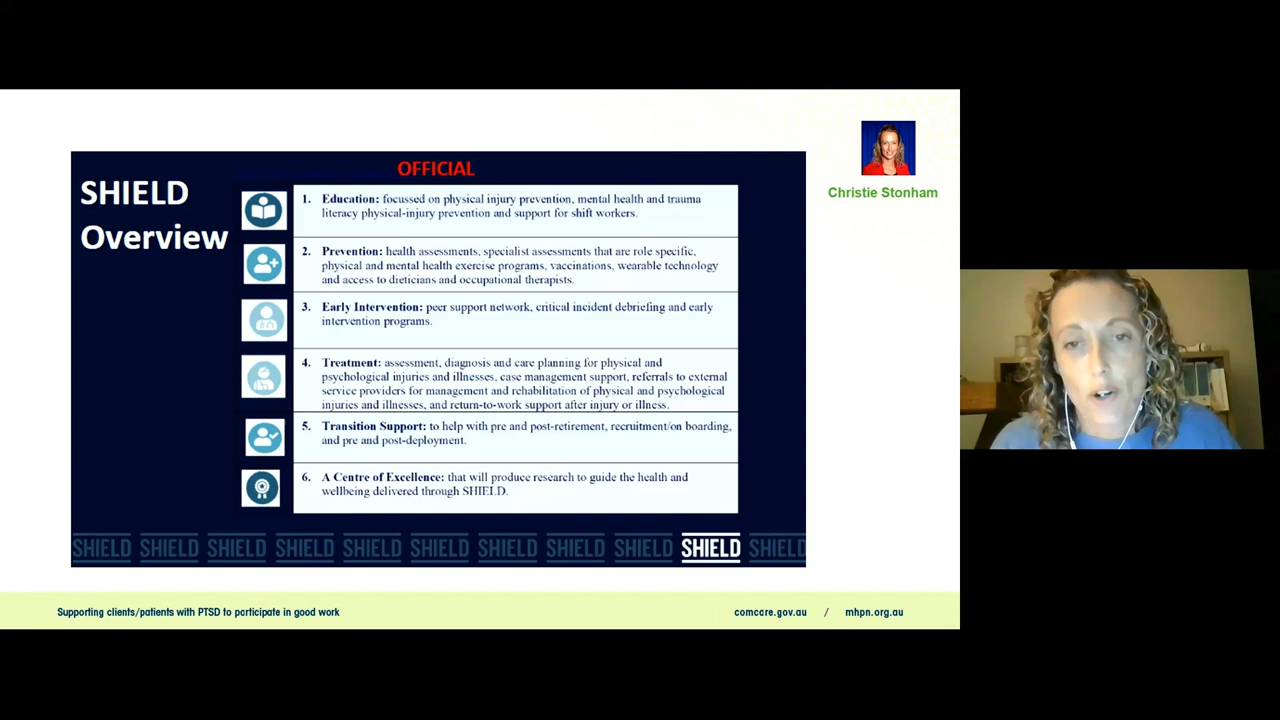 OFFICIAL
SHIELD
Overview
1. Education: focussed on physical injury prevention, mental health and trauma
literacy physical-injury prevention and support for shift workers.
2. Prevention: health assessments, specialist assessments that are role specific,
physical and mental health exercise programs, vaccinations, wearable technology
and access to dieticians and occupational therapists.
3. Early Intervention: peer support network, critical incident debriefing and early
intervention programs.
4. Treatment: assessment, diagnosis and care planning for physical and
psychological injuries and illnesses, case management support, referrals to external
service providers for management and rehabilitation of physical and psychological
injuries and illnesses, and return-to-work support after injury or illness.
5. Transition Support: to help with pre and post-retirement, recruitment/on boarding,
and pre and post-deployment.
6. A Centre of Excellence: that will produce research to guide the health and
wellbeing delivered through SHIELD.
SHIELD SHIELD SHIELD SHIELD SHIELD SHIELD SHIELD SHIELD SHIELD SHIELD SHIELD
Christie Stonham
Supporting clients/patients with PTSD to participate in good work
comcare.gov.au / mhpn.org.au